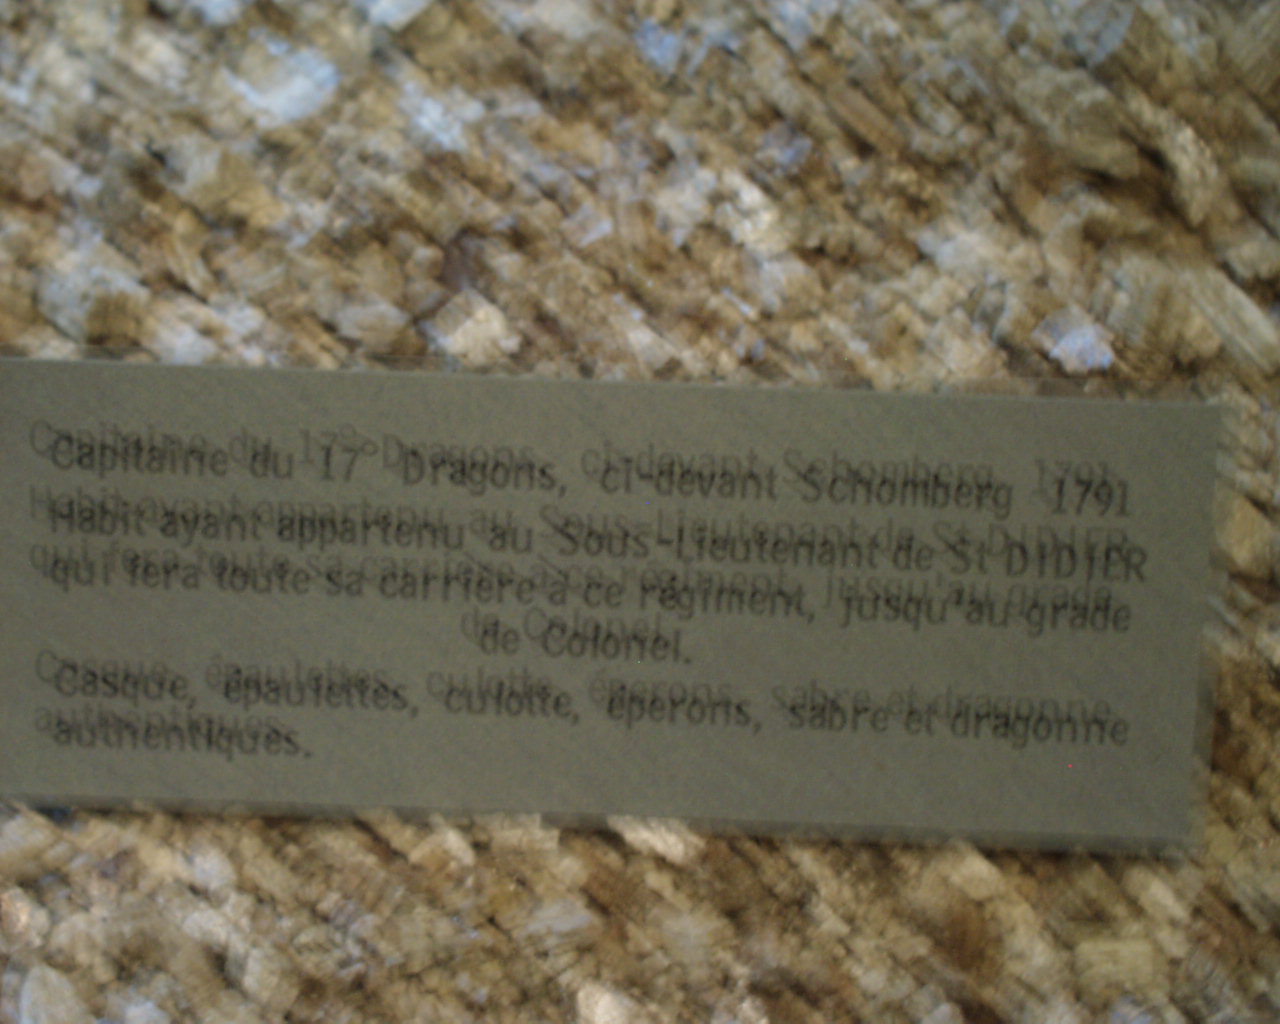 Capitaine du 17° Dragons, ci-devant Schomberg 1791
Habit ayant appartenu au Sous-Lieutenant de St DIDIER
qui fera toute sa carrière à ce régiment, jusqu'au grade
de Colonel.
Casque, épaulettes, culotte, éperons, sabre et dragonne
authentiques.